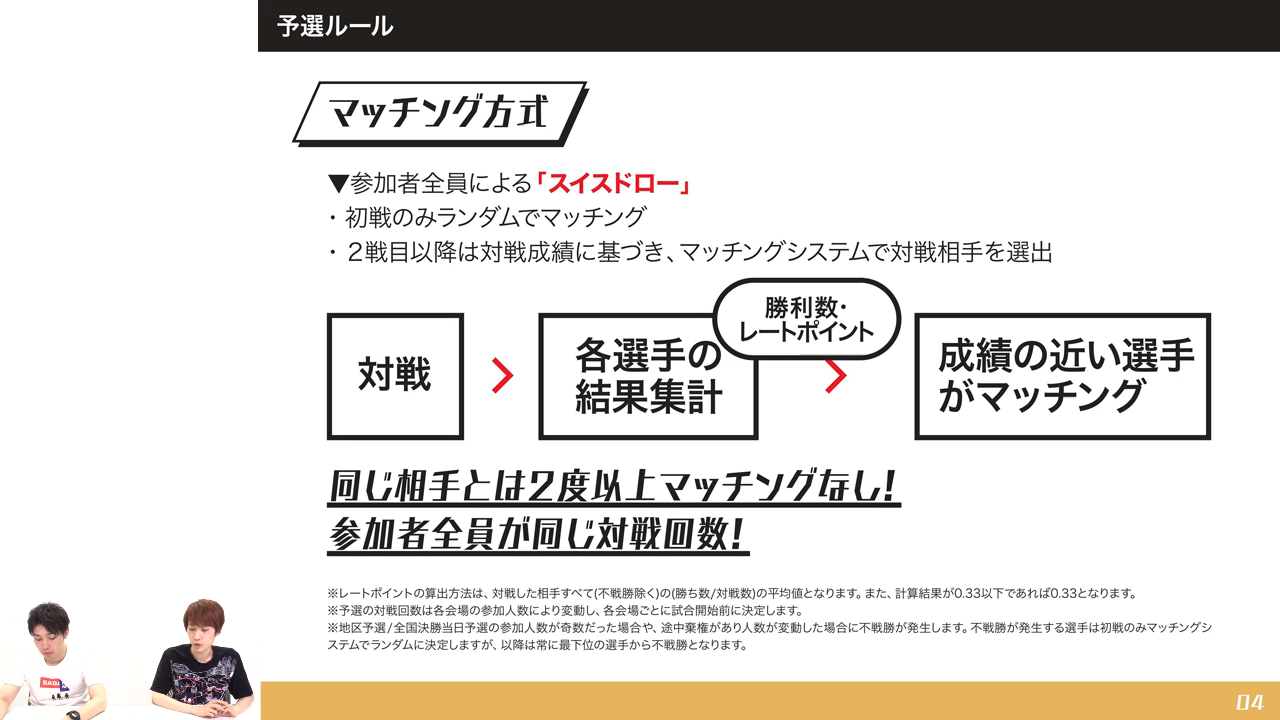 予選ルール
マッチング方式
▼参加者全員による「スイスドロー」
・初戦のみランダムでマッチング
・2戦目以降は対戦成績に基づき、マッチングシステムで対戦相手を選出
対戦
各選手の
結果集計
勝利数・
レートポイント
成績の近い選手
がマッチング
同じ相手とは2度以上マッチングなし!
参加者全員が同じ対戦回数!
※レートポイントの算出方法は、対戦した相手すべて(不戦勝除く)の(勝ち数/対戦数)の平均値となります。また、計算結果が0.33以下であれば0.33となります。
※予選の対戦回数は各会場の参加人数により変動し、各会場ごとに試合開始前に決定します。
※地区予選/全国決勝当日予選の参加人数が奇数だった場合や、途中棄権があり人数が変動した場合に不戦勝が発生します。不戦勝が発生する選手は初戦のみマッチングシ
ステムでランダムに決定しますが、以降は常に最下位の選手から不戦勝となります。
04